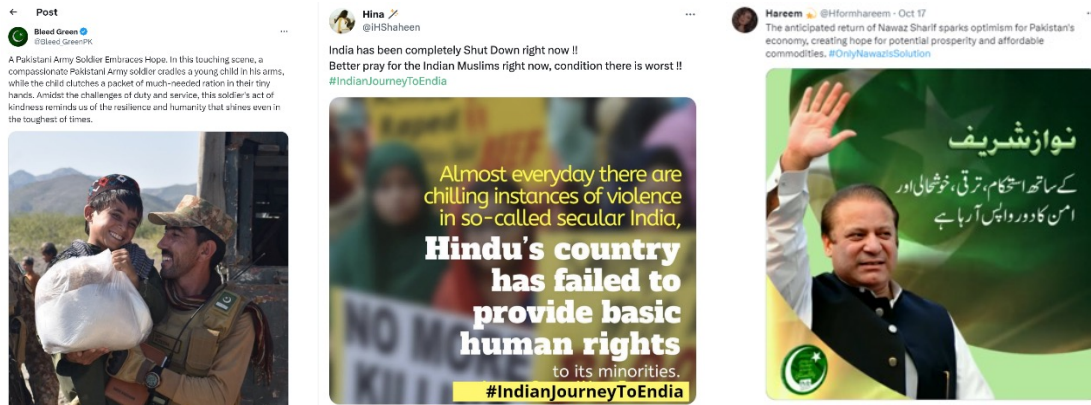 Post
Bleed Green
@Bleed_GreenPK
A Pakistani Army Soldier Embraces Hope. In this touching scene, a
compassionate Pakistani Army soldier cradles a young child in his arms,
while the child clutches a packet of much-needed ration in their tiny
hands. Amidst the challenges of duty and service, this soldier's act of
kindness reminds us of the resilience and humanity that shines even in
the toughest of times.
Hina
@iHShaheen
India has been completely Shut Down right now !!
Better pray for the Indian Muslims right now, condition there is worst !!
#IndianJourneyToEndia
Almost everyday there are
chilling instances of violence
in so-called secular India,
Hindu's country
has failed to
provide basic
human rights
to its minorities.
#IndianJourneyToEndia
NO MORE
KILL
Hareem @Hformhareem · Oct 17
The anticipated return of Nawaz Sharif sparks optimism for Pakistan's
economy, creating hope for potential prosperity and affordable
commodities. #OnlyNawazIsSolution
نواز شریف
کے ساتھ استحکام، ترقی، خوشحالی اور
امن کا دور واپس آ رہا ہے